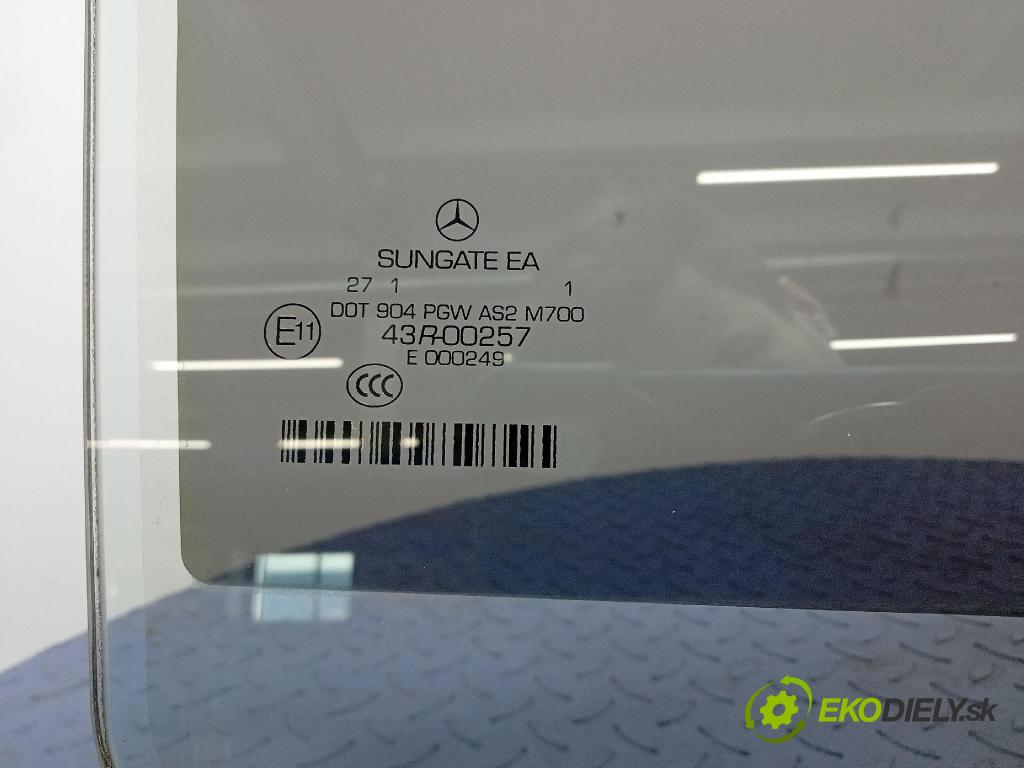 SUNGATE EA
27 1 1
DOT 904 PGW AS2 M700
E11 43R-00257
E 000249
CCC
EKODIELY.sk